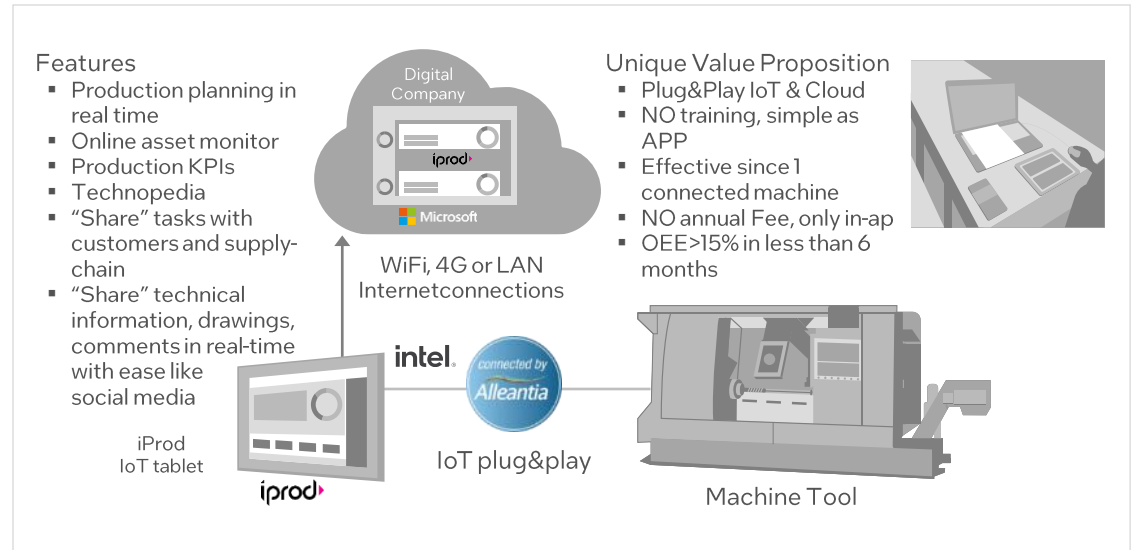 Features
▪ Production planning in
real time
▪ Online asset monitor
▪ Production KPIs
▪ Technopedia
▪ “Share” tasks with
customers and supply-
chain
▪ “Share” technical
information, drawings,
comments in real-time
with ease like
social media
Digital
Company
iprod
Microsoft
WiFi, 4G or LAN
Internetconnections
Unique Value Proposition
▪ Plug&Play IoT & Cloud
▪ NO training, simple as
APP
▪ Effective since 1
connected machine
▪ NO annual Fee, only in-ap
▪ OEE>15% in less than 6
months
iProd
IoT tablet
iprod
intel®
connected by
Alleantia
IoT plug&play
Machine Tool